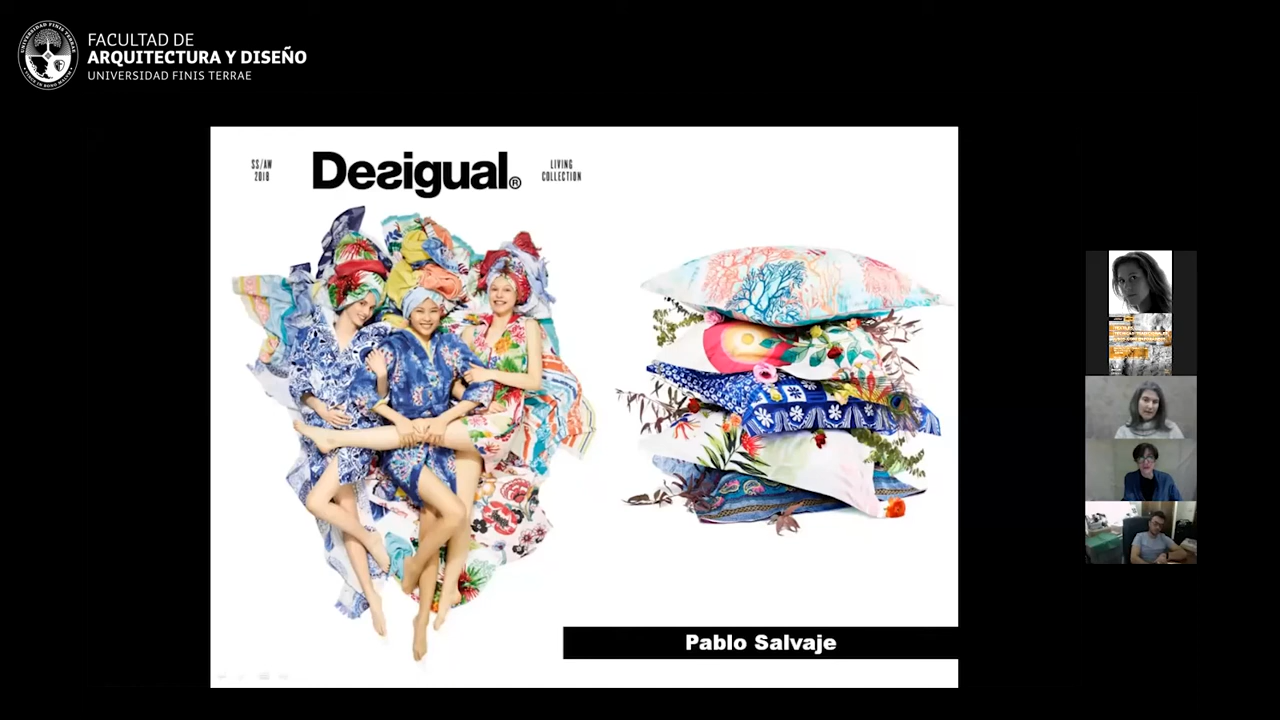 FACULTAD DE
ARQUITECTURA Y DISEÑO
UNIVERSIDAD FINIS TERRAE
SS/AW
2018
Desigual®
LIVING
COLLECTION
Pablo Salvaje